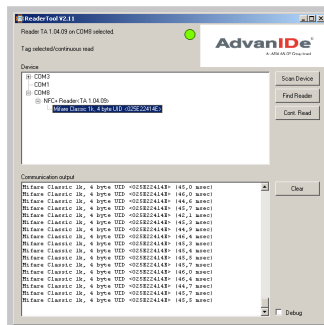 ReaderTool V2.11
Reader TA 1.04.09 on COM8 selected.
Tag selected/continuous read
AdvanIDe®
Device
COM3
COM1
COM8
NFC+ Reader<TA 1.04.09>
Mifare Classic 1k, 4 byte UID <025E22414E>
Scan Device
Find Reader
Cont. Read
Communication output
Mifare Classic 1k, 4 byte UID <025E22414E> (45,0 msec)
Mifare Classic 1k, 4 byte UID <025E22414E> (46,0 msec)
Mifare Classic 1k, 4 byte UID <025E22414E> (44,6 msec)
Mifare Classic 1k, 4 byte UID <025E22414E> (45,7 msec)
Mifare Classic 1k, 4 byte UID <025E22414E> (42,1 msec)
Mifare Classic 1k, 4 byte UID <025E22414E> (45,3 msec)
Mifare Classic 1k, 4 byte UID <025E22414E> (44,9 msec)
Mifare Classic 1k, 4 byte UID <025E22414E> (46,4 msec)
Mifare Classic 1k, 4 byte UID <025E22414E> (45,3 msec)
Mifare Classic 1k, 4 byte UID <025E22414E> (45,4 msec)
Mifare Classic 1k, 4 byte UID <025E22414E> (45,5 msec)
Mifare Classic 1k, 4 byte UID <025E22414E> (45,7 msec)
Mifare Classic 1k, 4 byte UID <025E22414E> (46,0 msec)
Mifare Classic 1k, 4 byte UID <025E22414E> (46,4 msec)
Mifare Classic 1k, 4 byte UID <025E22414E> (44,7 msec)
Mifare Classic 1k, 4 byte UID <025E22414E> (45,7 msec)
Mifare Classic 1k, 4 byte UID <025E22414E> (45,5 msec)
Clear
Debug